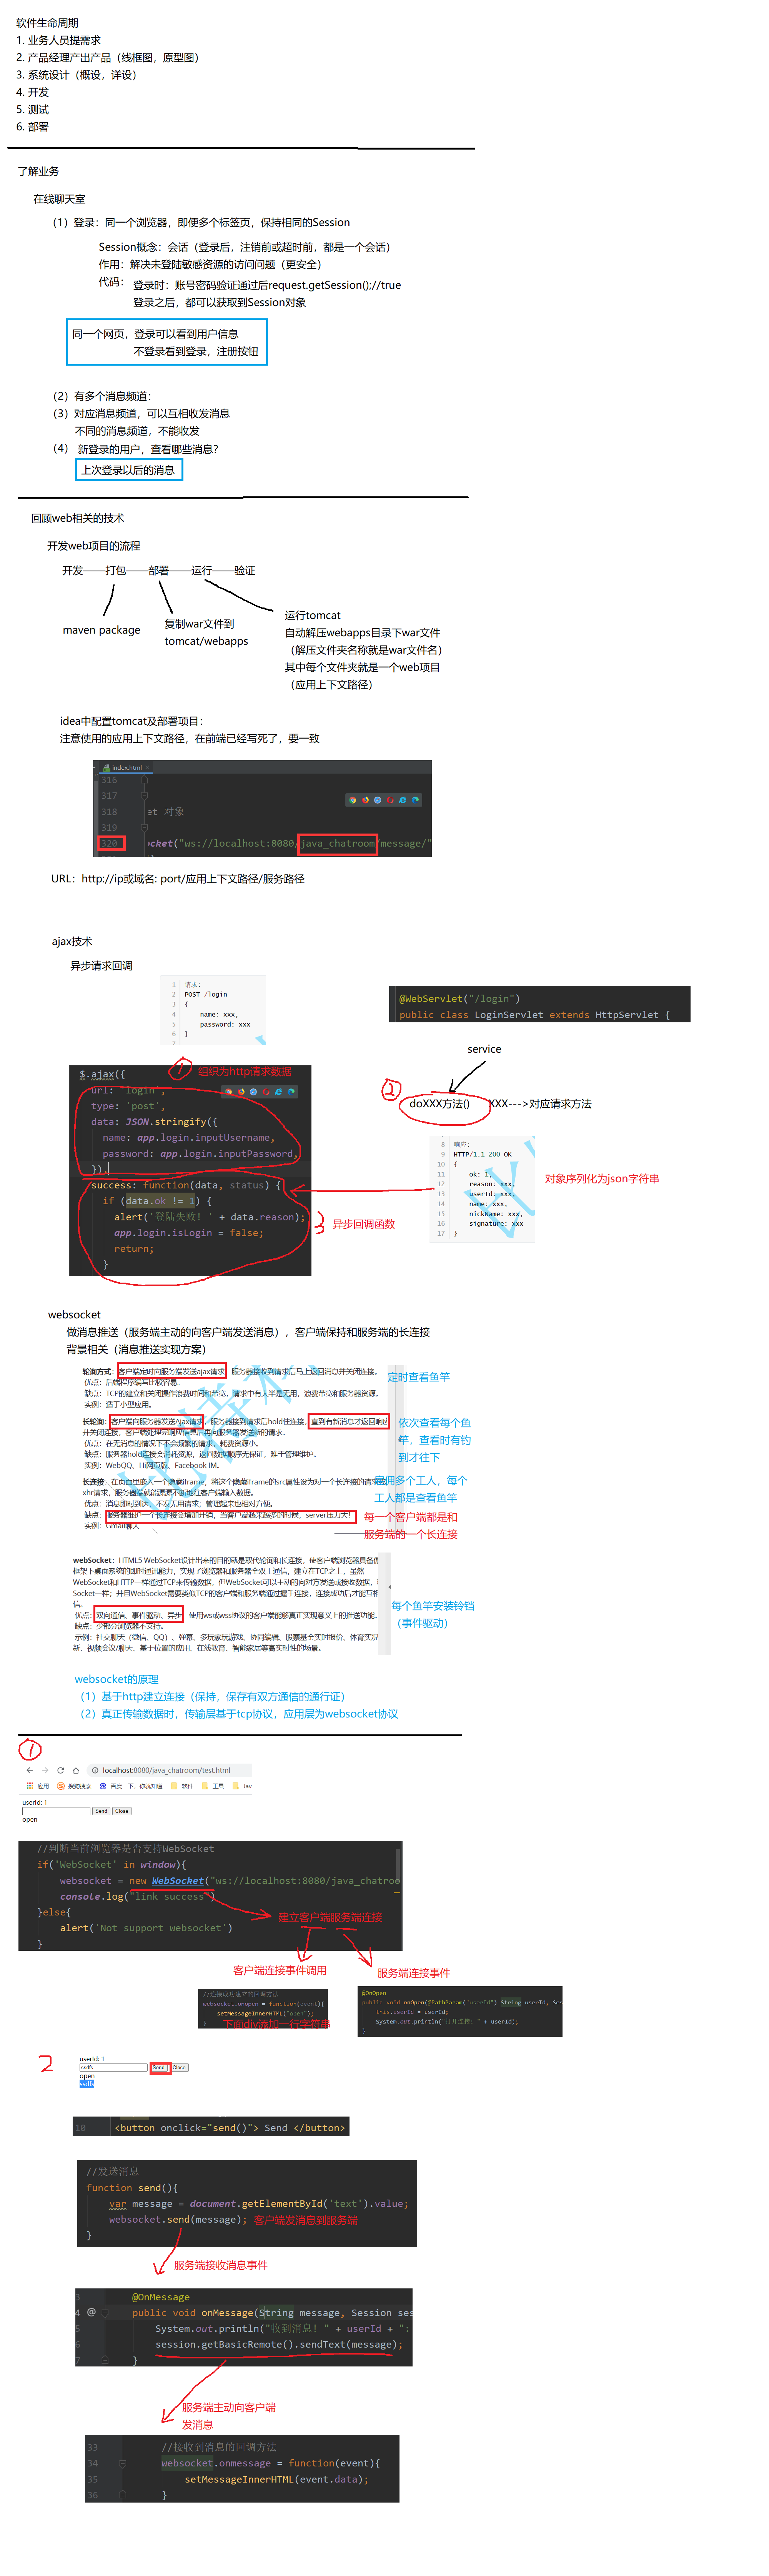 软件生命周期
1. 业务人员提需求
2. 产品经理产出产品（线框图，原型图）
3. 系统设计（概设，详设）
4. 开发
5. 测试
6. 部署
了解业务
在线聊天室
（1）登录：同一个浏览器，即便多个标签页，保持相同的Session
Session概念：会话（登录后，注销前或超时前，都是一个会话）
作用：解决未登陆敏感资源的访问问题（更安全）
代码： 登录时：账号密码验证通过后request.getSession();//true
登录之后，都可以获取到Session对象
同一个网页，登录可以看到用户信息
不登录看到登录，注册按钮
（2）有多个消息频道：
（3）对应消息频道，可以互相收发消息
不同的消息频道，不能收发
（4） 新登录的用户，查看哪些消息？
上次登录以后的消息
回顾web相关的技术
开发web项目的流程
开发——打包——部署——运行——验证
maven package
复制war文件到
tomcat/webapps
运行tomcat
自动解压webapps目录下war文件
（解压文件夹名称就是war文件名）
其中每个文件夹就是一个web项目
（应用上下文路径）
idea中配置tomcat及部署项目：
注意使用的应用上下文路径，在前端已经写死了，要一致
index.html
316
317
318 et 对象
319
320 ocket("ws://localhost:8080/java_chatroom/message/"
URL：http://ip或域名: port/应用上下文路径/服务路径
ajax技术
异步请求回调
1 请求:
2 POST /login
3 {
4 name: xxx,
5 password: xxx
6 }
7
@WebServlet("/login")
public class LoginServlet extends HttpServlet {
service
① 组织为http请求数据
$.ajax({
url: 'login',
type: 'post',
data: JSON.stringify({
name: app.login.inputUsername,
password: app.login.inputPassword,
}),
success: function(data, status) {
if (data.ok != 1) {
alert('登陆失败! ' + data.reason);
app.login.isLogin = false;
return;
}
②
doXXX方法() XXX--->对应请求方法
8 响应:
9 HTTP/1.1 200 OK
10 {
11 ok: 1,
12 reason: xxx,
13 userId: xxx,
14 name: xxx,
15 nickName: xxx,
16 signature: xxx
17 }
对象序列化为json字符串
3 异步回调函数
websocket
做消息推送（服务端主动的向客户端发送消息），客户端保持和服务端的长连接
背景相关（消息推送实现方案）
轮询方式：客户端定时向服务端发送ajax请求，服务器接收到请求后马上返回消息并关闭连接。
优点：后端程序编写比较容易。
缺点：TCP的建立和关闭操作浪费时间和带宽，请求中有大半是无用，浪费带宽和服务器资源。
实例：适于小型应用。
定时查看鱼竿
长轮询：客户端向服务器发送Ajax请求，服务器接到请求后hold住连接，直到有新消息才返回响应
并关闭连接，客户端处理完响应信息后再向服务器发送新的请求。
优点：在无消息的情况下不会频繁的请求，耗费资源小。
缺点：服务器hold连接会消耗资源，返回数据顺序无保证，难于管理维护。
实例：WebQQ、Hi网页版、Facebook IM。
依次查看每个鱼
竿，查看时有钓
到才往下
长连接：在页面里嵌入一个隐蔵iframe，将这个隐蔵iframe的src属性设为对一个长连接的请求或
xhr请求，服务器端就能源源不断地往客户端输入数据。
优点：消息即时到达，不发无用请求；管理起来也相对方便。
缺点：服务器维护一个长连接会增加开销，当客户端越来越多的时候，server压力大！
实例：Gmail聊天
雇佣多个工人，每个
工人都是查看鱼竿
每一个客户端都是和
服务端的一个长连接
webSocket：HTML5 WebSocket设计出来的目的就是取代轮询和长连接，使客户端浏览器具备
框架下桌面系统的即时通讯能力，实现了浏览器和服务器全双工通信，建立在TCP之上，虽然
WebSocket和HTTP一样通过TCP来传输数据，但WebSocket可以主动的向对方发送或接收数据，
Socket一样；并且WebSocket需要类似TCP的客户端和服务端通过握手连接，连接成功后才能互相
信。
优点：双向通信、事件驱动、异步、使用ws或wss协议的客户端能够真正实现意义上的推送功能。
缺点：少部分浏览器不支持。
示例：社交聊天（微信、QQ）、弹幕、多玩家玩游戏、协同编辑、股票基金实时报价、体育实况
新、视频会议/聊天、基于位置的应用、在线教育、智能家居等高实时性的场景。
每个鱼竿安装铃铛
（事件驱动）
websocket的原理
（1）基于http建立连接（保持，保存有双方通信的通行证）
（2）真正传输数据时，传输层基于tcp协议，应用层为websocket协议
①
localhost:8080/java_chatroom/test.html
应用 搜狗搜索 百度一下，你就知道 软件 工具 Jav
userId: 1
Send Close
open
//判断当前浏览器是否支持WebSocket
if('WebSocket' in window){
websocket = new WebSocket("ws://localhost:8080/java_chatroo
console.log("link success")
}else{
alert('Not support websocket')
}
建立客户端服务端连接
客户端连接事件调用
服务端连接事件
websocket.onopen = function(event){
setMessageInnerHTML("open");
}
下面div添加一行字符串
@OnOpen
public void onOpen(@PathParam("userId") String userId, Ses
this.userId = userId;
System.out.println("打开连接: " + userId);
}
2
userId: 1
ssdfs Send Close
open
ssdfs
10 <button onclick="send()"> Send </button>
//发送消息
function send(){
var message = document.getElementById('text').value;
websocket.send(message); 客户端发消息到服务端
}
服务端接收消息事件
3 @OnMessage
4 @ public void onMessage(String message, Session ses
5 System.out.println("收到消息! " + userId + ":
6 session.getBasicRemote().sendText(message);
7 }
服务端主动向客户端
发消息
33 //接收到消息的回调方法
34 websocket.onmessage = function(event){
35 setMessageInnerHTML(event.data);
36 }